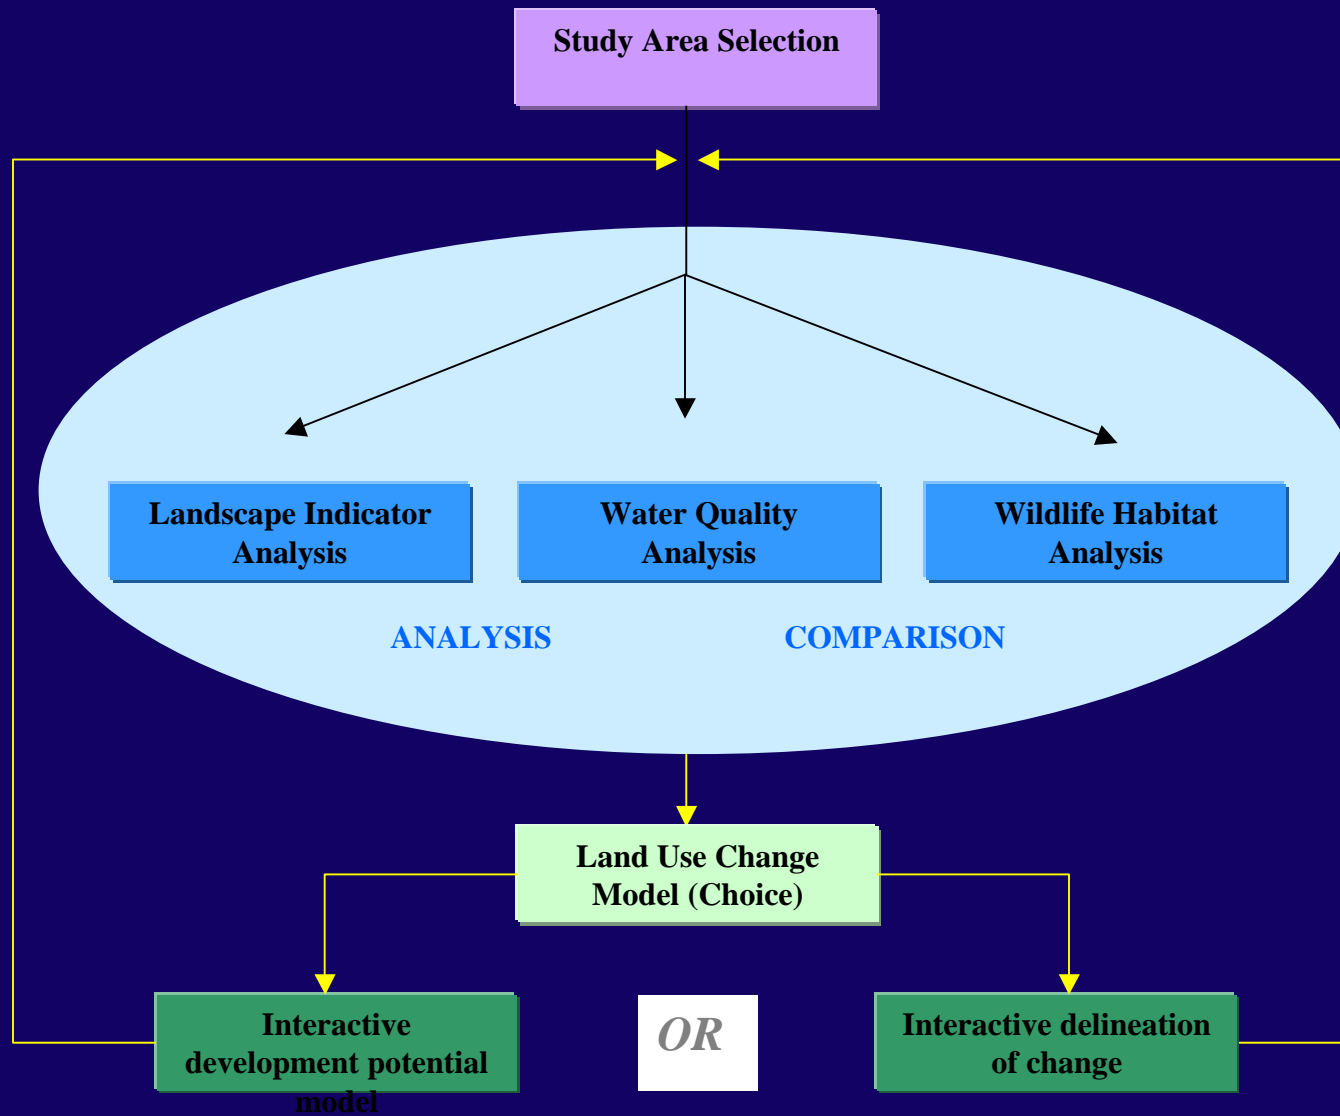 Study Area Selection
Landscape Indicator
Analysis
Water Quality
Analysis
Wildlife Habitat
Analysis
ANALYSIS
COMPARISON
Land Use Change
Model (Choice)
Interactive
development potential
model
OR
Interactive delineation
of change